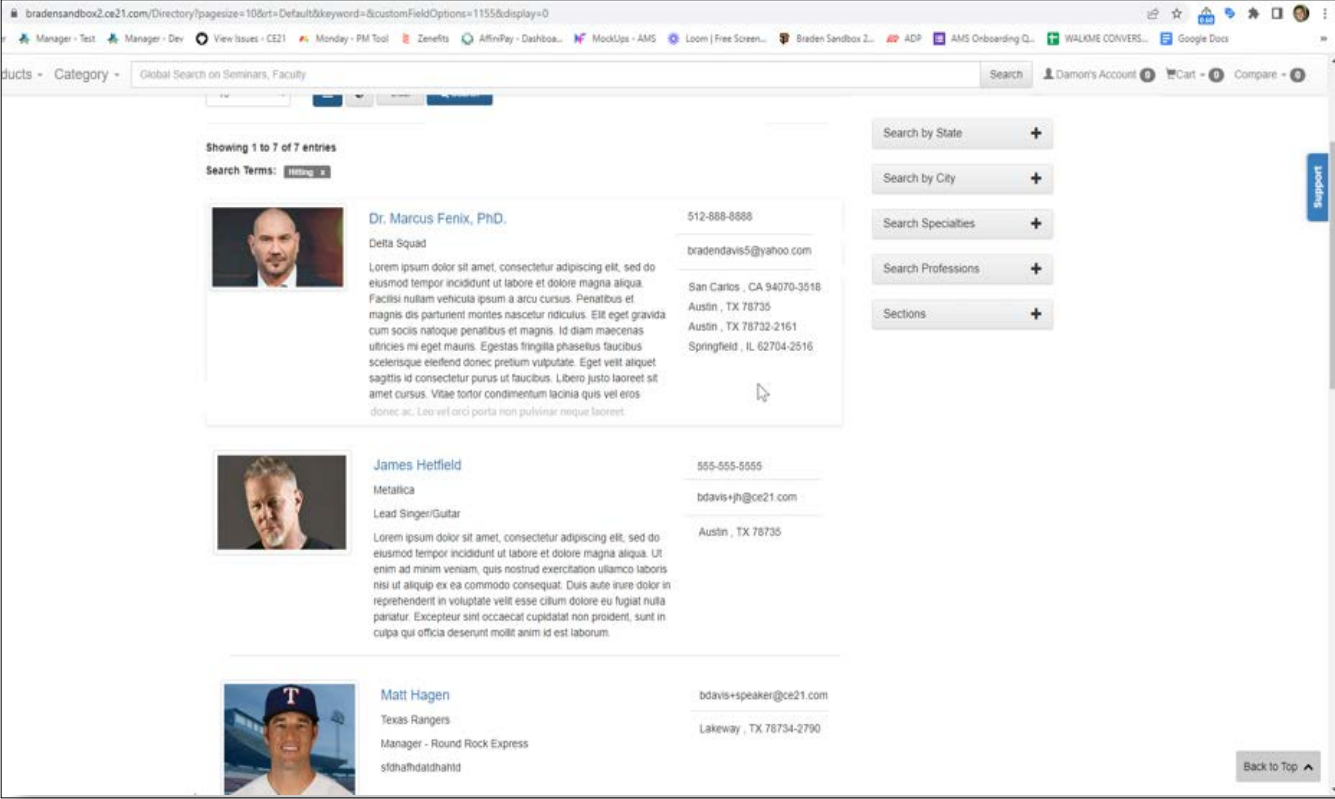 bradensandbox2.ce21.com/Directory?pagesize=10&rt=Default&keyword=&customFieldOptions=1155&display=0
Manager - Test Manager - Dev View Issues - CE21 Monday - PM Tool Zenefits AffiniPay - Dashboa... MockUps - AMS Loom | Free Screen... Braden Sandbox 2... ADP AMS Onboarding Q... WALKME CONVERS... Google Docs »
ducts Category Global Search on Seminars, Faculty Search Damon's Account 0 Cart - 0 Compare - 0
Showing 1 to 7 of 7 entries
Search Terms: Hitting x
Dr. Marcus Fenix, PhD.
Delta Squad
Lorem ipsum dolor sit amet, consectetur adipiscing elit, sed do
eiusmod tempor incididunt ut labore et dolore magna aliqua.
Facilisi nullam vehicula ipsum a arcu cursus. Penatibus et
magnis dis parturient montes nascetur ridiculus. Elit eget gravida
cum sociis natoque penatibus et magnis. Id diam maecenas
ultricies mi eget mauris. Egestas fringilla phasellus faucibus
scelerisque eleifend donec pretium vulputate. Eget velit aliquet
sagittis id consectetur purus ut faucibus. Libero justo laoreet sit
amet cursus. Vitae tortor condimentum lacinia quis vel eros
donec ac. Leo vel orci porta non pulvinar neque laoreet
512-888-8888
bradendavis5@yahoo.com
San Carlos , CA 94070-3518
Austin , TX 78735
Austin , TX 78732-2161
Springfield , IL 62704-2516
James Hetfield
Metallica
Lead Singer/Guitar
Lorem ipsum dolor sit amet, consectetur adipiscing elit, sed do
eiusmod tempor incididunt ut labore et dolore magna aliqua. Ut
enim ad minim veniam, quis nostrud exercitation ullamco laboris
nisi ut aliquip ex ea commodo consequat. Duis aute irure dolor in
reprehenderit in voluptate velit esse cillum dolore eu fugiat nulla
pariatur. Excepteur sint occaecat cupidatat non proident, sunt in
culpa qui officia deserunt mollit anim id est laborum.
555-555-5555
bdavis+jh@ce21.com
Austin , TX 78735
T
Matt Hagen
Texas Rangers
Manager - Round Rock Express
sfdhafhdatdhahtd
bdavis+speaker@ce21.com
Lakeway , TX 78734-2790
Search by State +
Search by City +
Search Specialties +
Search Professions +
Sections +
Support
Back to Top